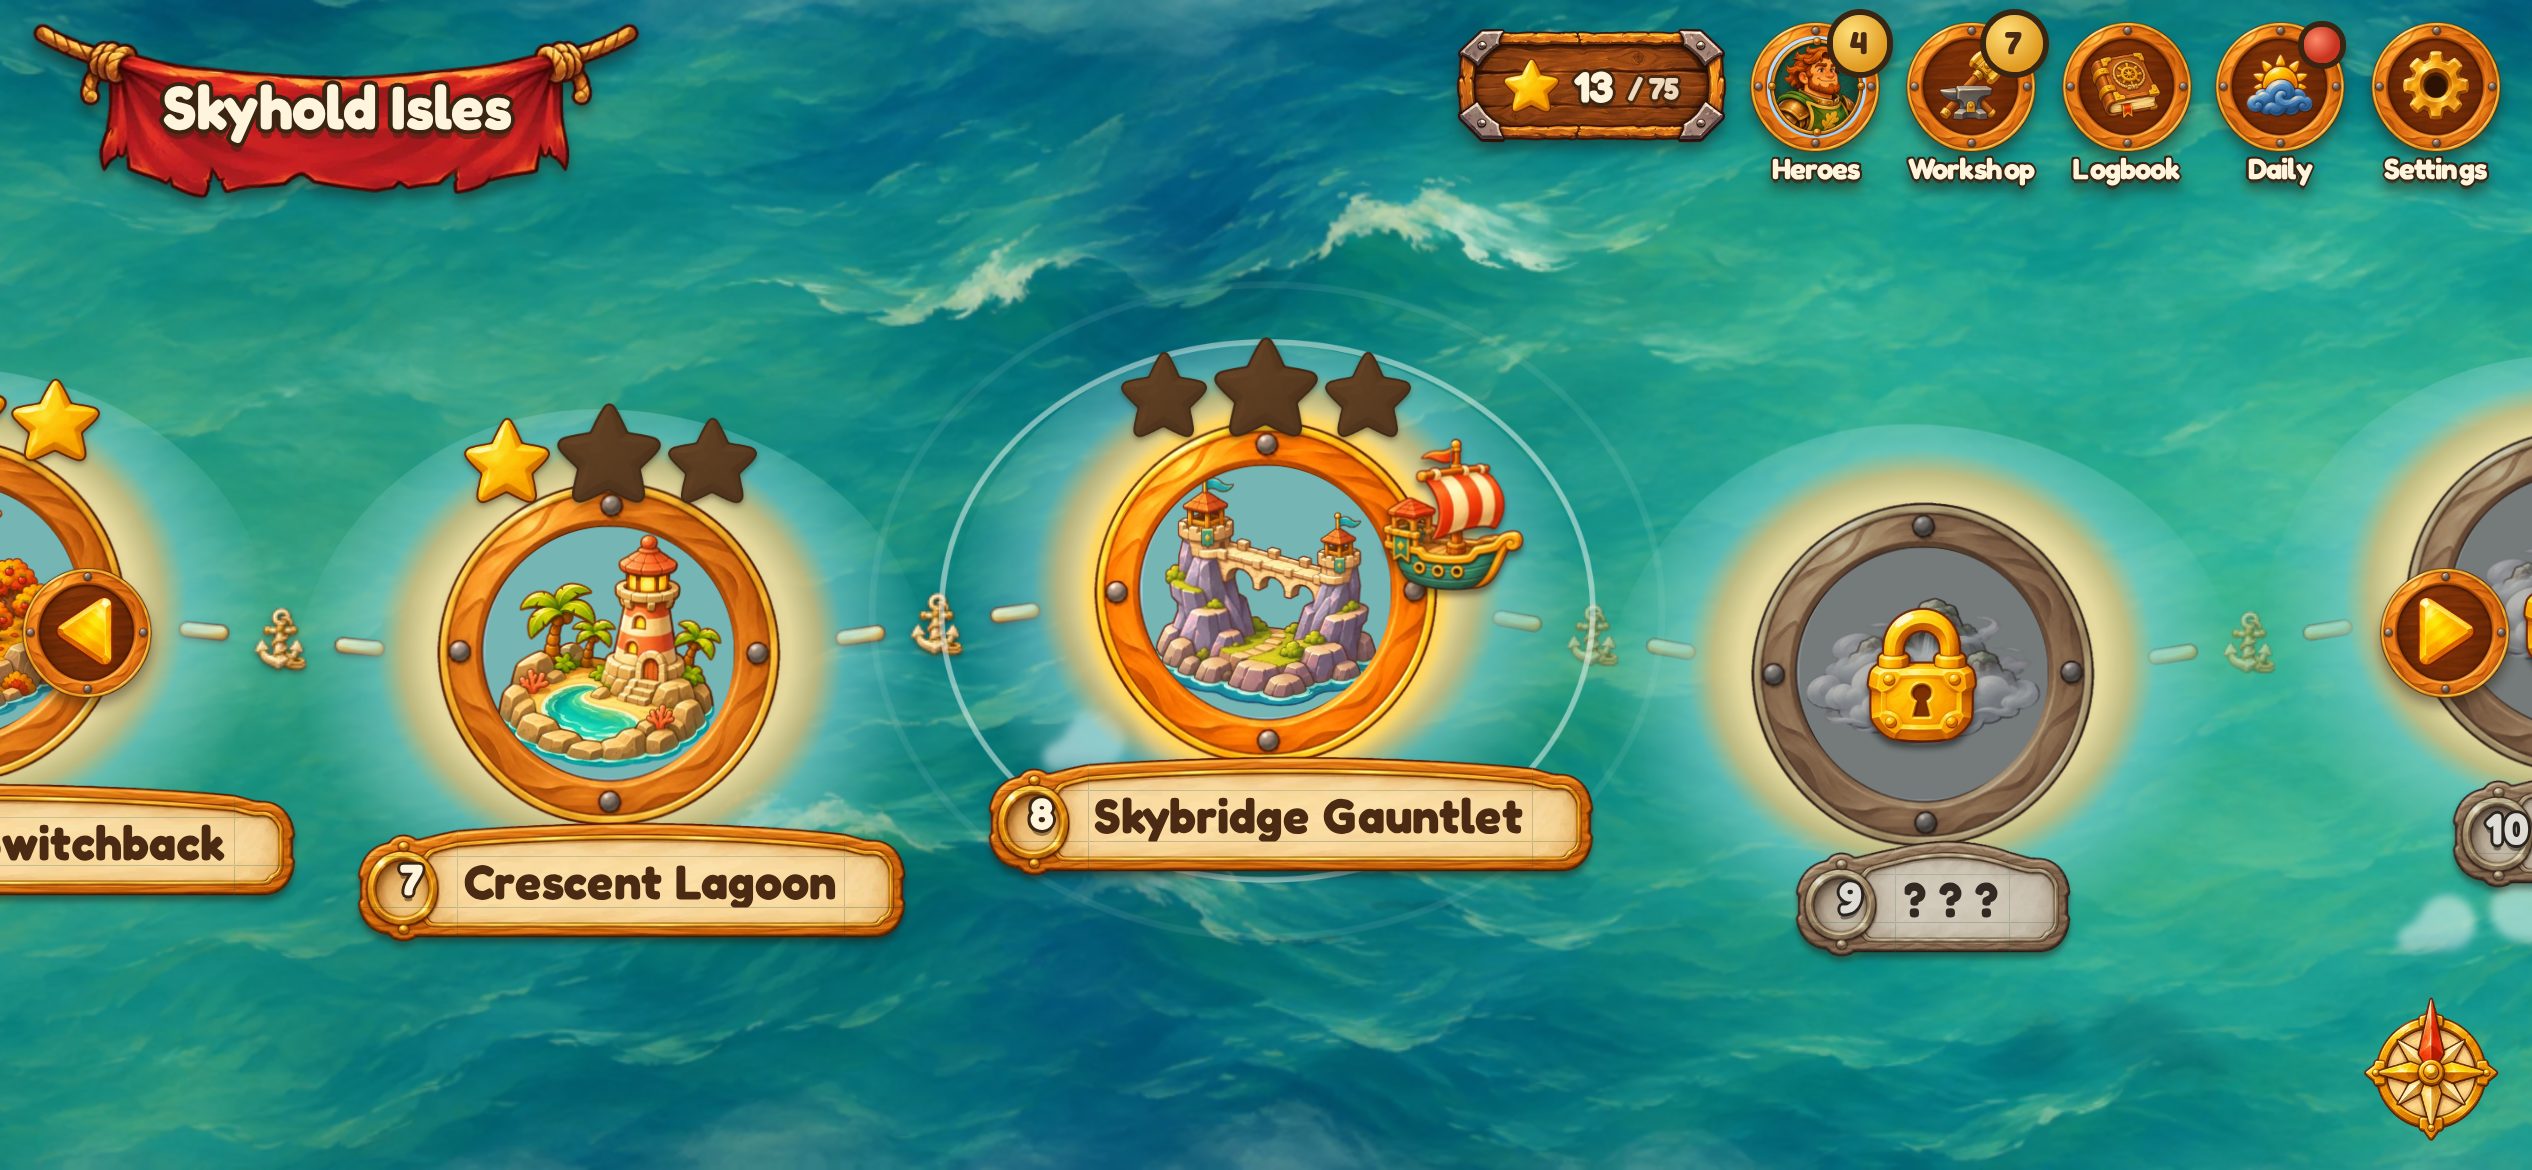 Skyhold Isles
13 / 75
4
7
Heroes
Workshop
Logbook
Daily
Settings
witchback
7 Crescent Lagoon
8 Skybridge Gauntlet
9 ? ? ?
10